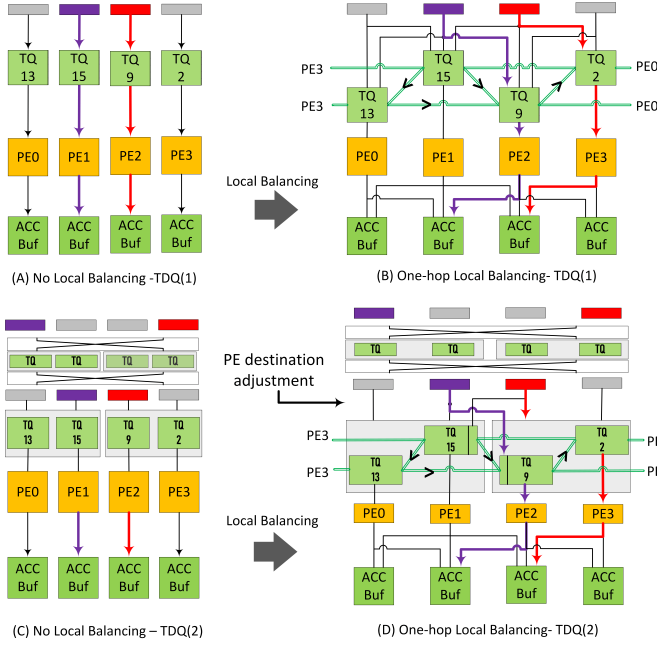 TQ 13
TQ 15
TQ 9
TQ 2
PE0
PE1
PE2
PE3
ACC Buf
ACC Buf
ACC Buf
ACC Buf
(A) No Local Balancing -TDQ(1)
Local Balancing
PE3
PE3
TQ 15
TQ 2
TQ 13
TQ 9
PE0
PE0
PE0
PE1
PE2
PE3
ACC Buf
ACC Buf
ACC Buf
ACC Buf
(B) One-hop Local Balancing- TDQ(1)
TQ
TQ
TQ
TQ
TQ 13
TQ 15
TQ 9
TQ 2
PE0
PE1
PE2
PE3
ACC Buf
ACC Buf
ACC Buf
ACC Buf
(C) No Local Balancing – TDQ(2)
PE destination
adjustment
Local Balancing
TQ
TQ
TQ
TQ
PE3
PE3
TQ 15
TQ 2
TQ 13
TQ 9
PE
PE
PE0
PE1
PE2
PE3
ACC Buf
ACC Buf
ACC Buf
ACC Buf
(D) One-hop Local Balancing- TDQ(2)